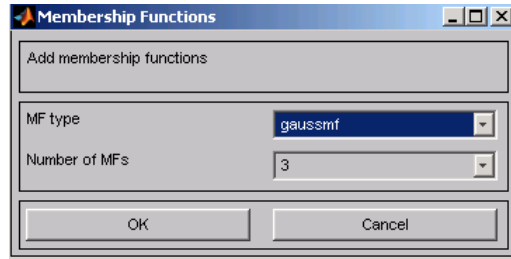 Membership Functions
Add membership functions
MF type
gaussmf
Number of MFs
3
OK
Cancel